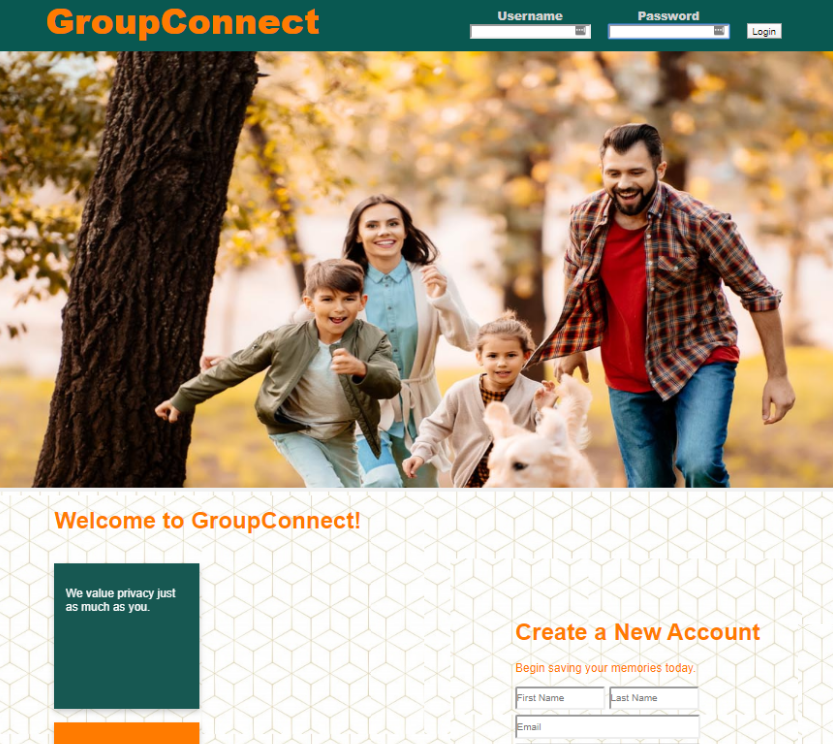 GroupConnect
Username
Password
Login
Welcome to GroupConnect!
We value privacy just
as much as you.
Create a New Account
Begin saving your memories today.
First Name
Last Name
Email